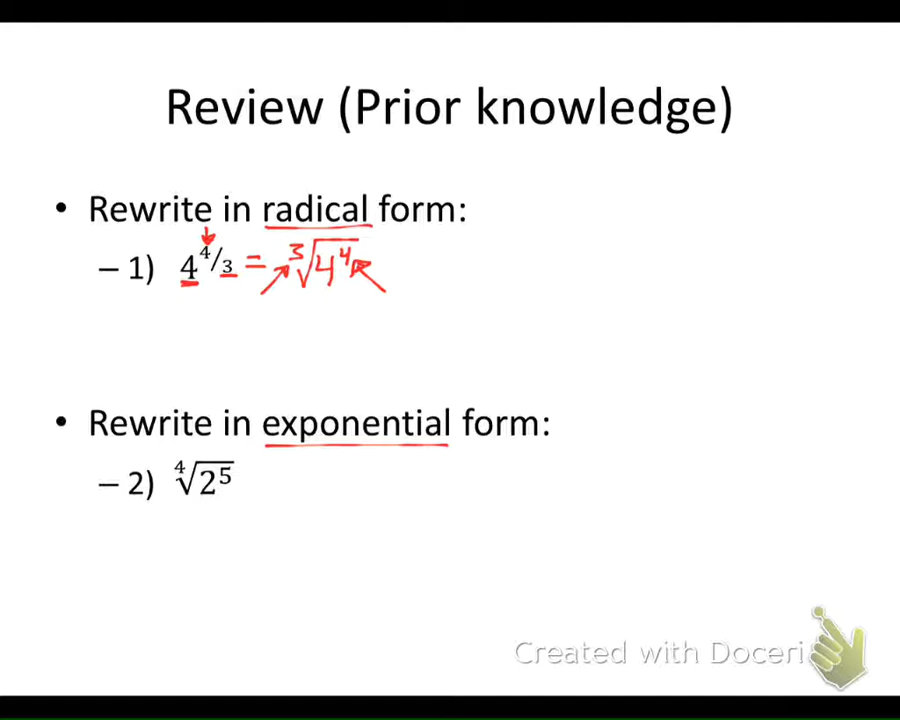 Review (Prior knowledge)
• Rewrite in radical form:
– 1) 4^{4/3} = ∛(4⁴)
• Rewrite in exponential form:
– 2) ∜(2⁵)
Created with Doceri